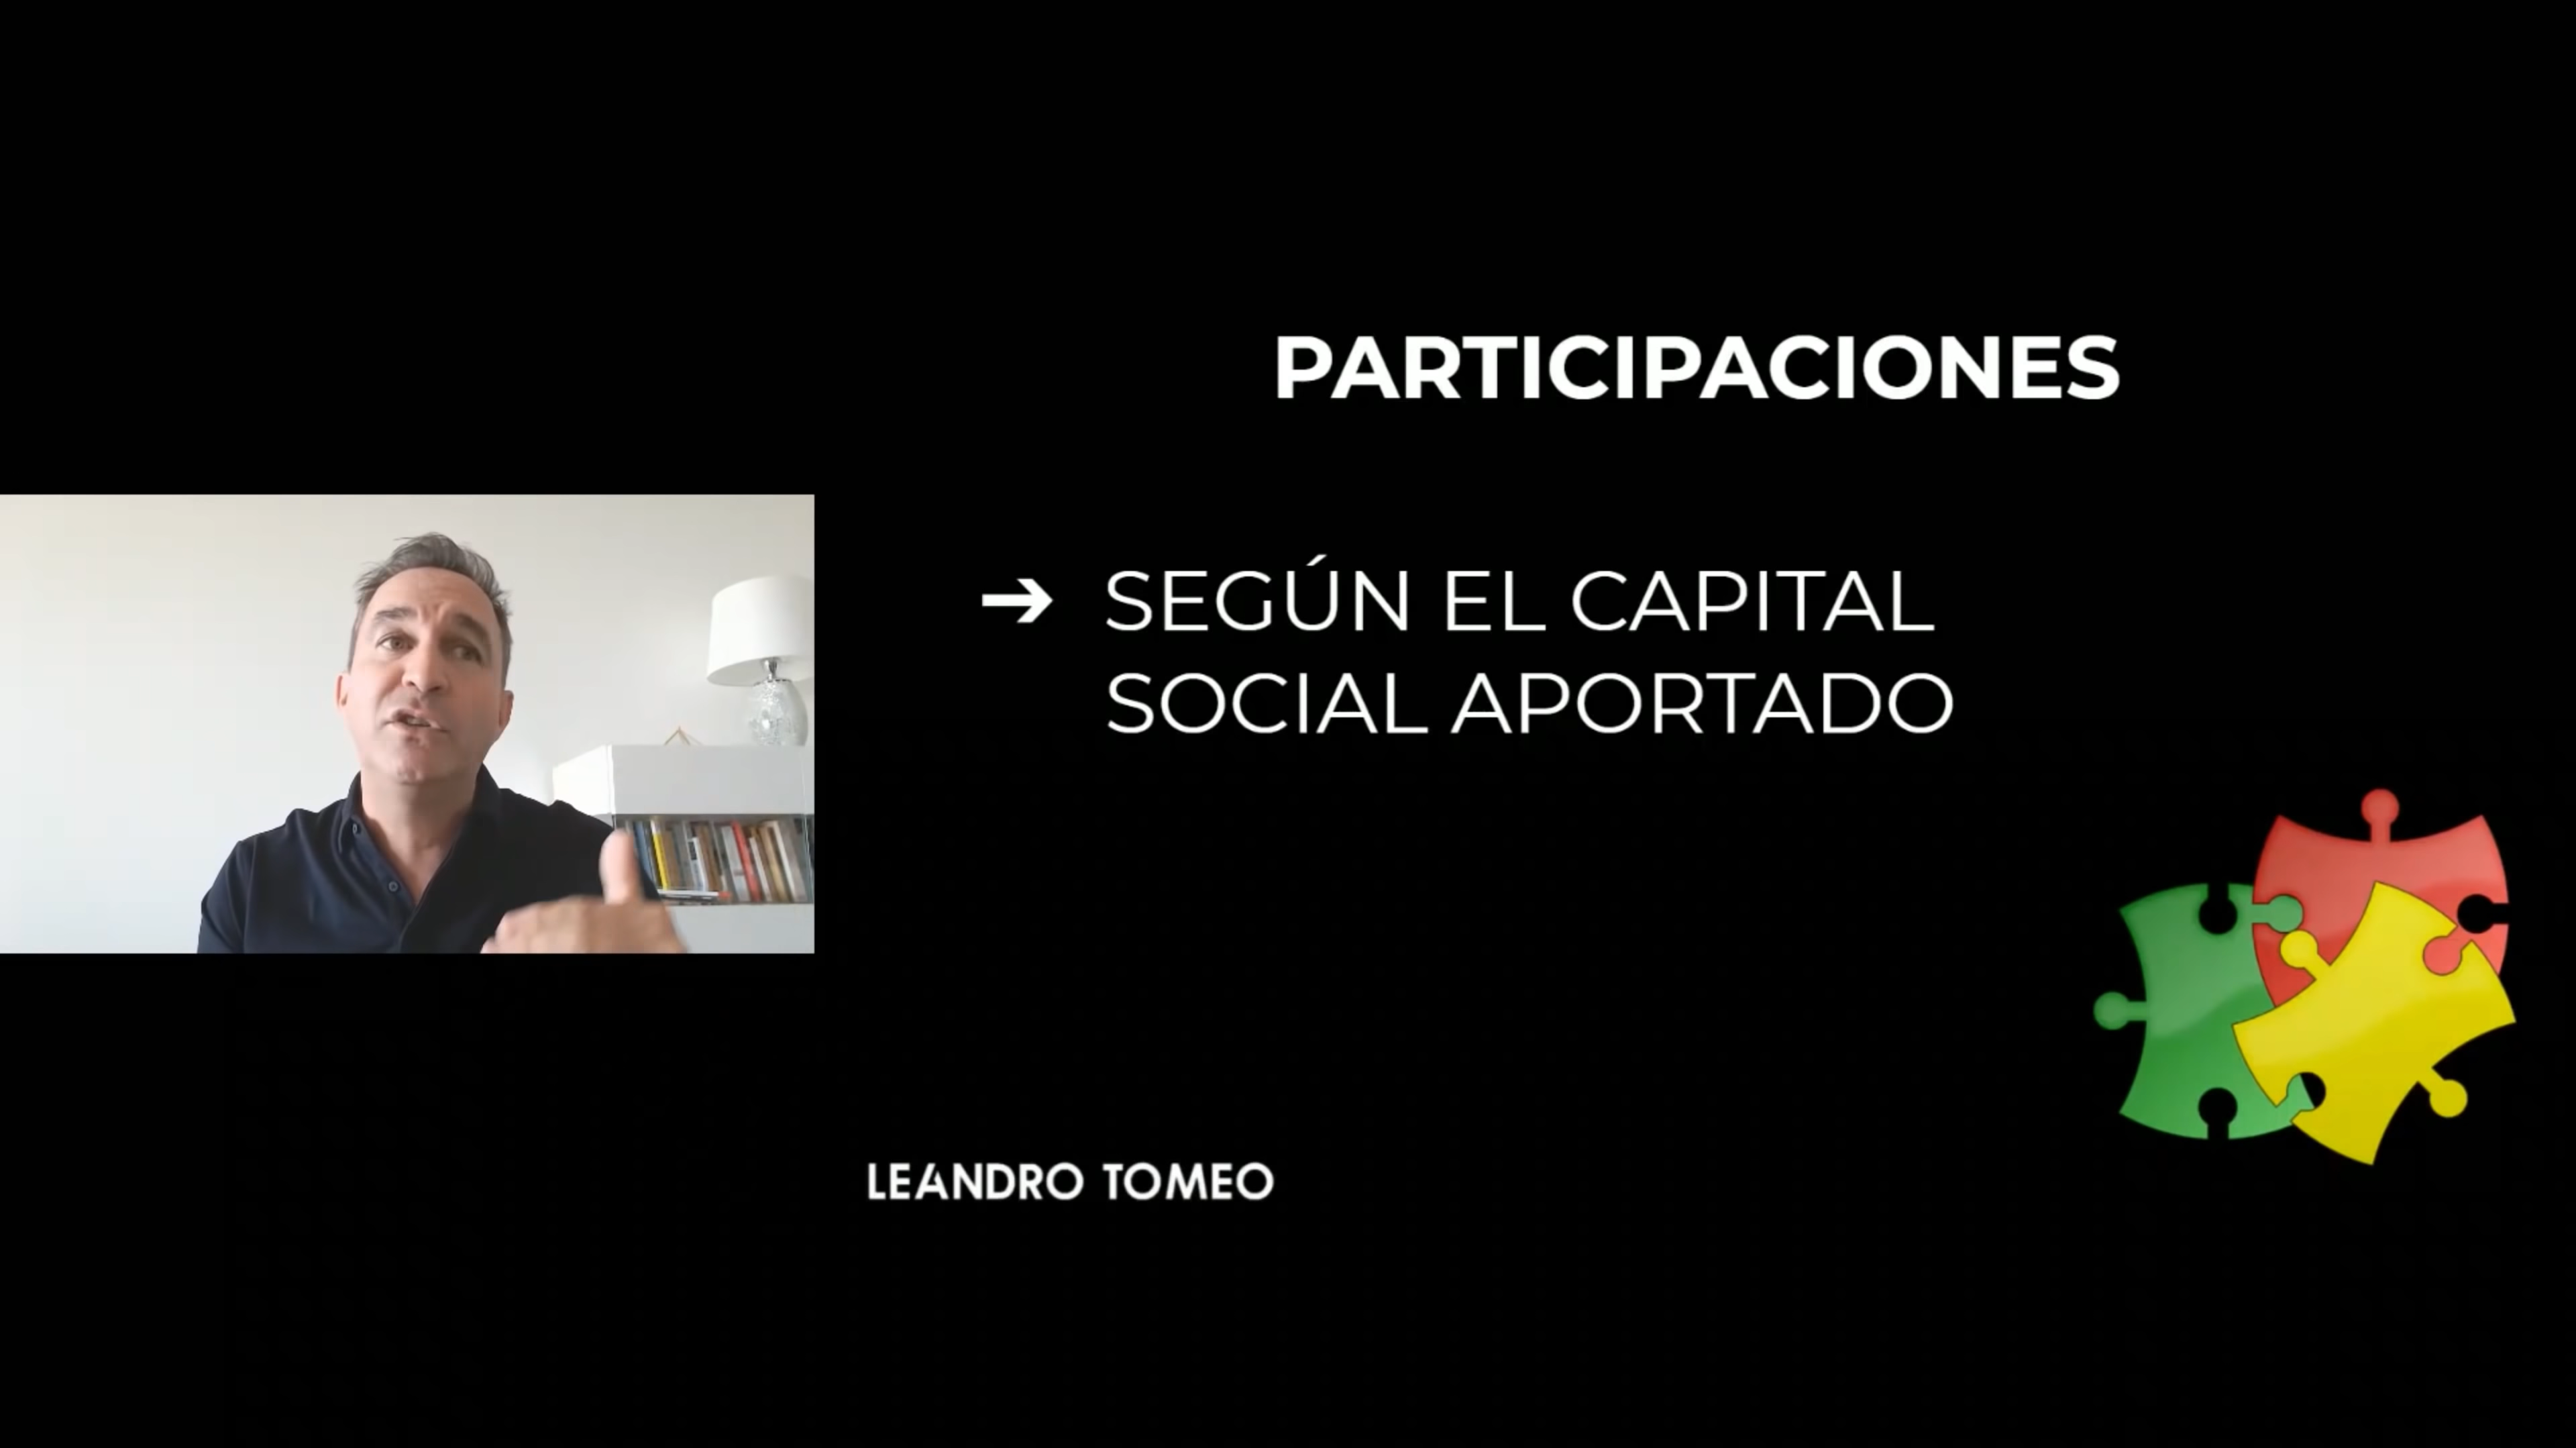 PARTICIPACIONES
➔ SEGÚN EL CAPITAL
SOCIAL APORTADO
LEANDRO TOMEO